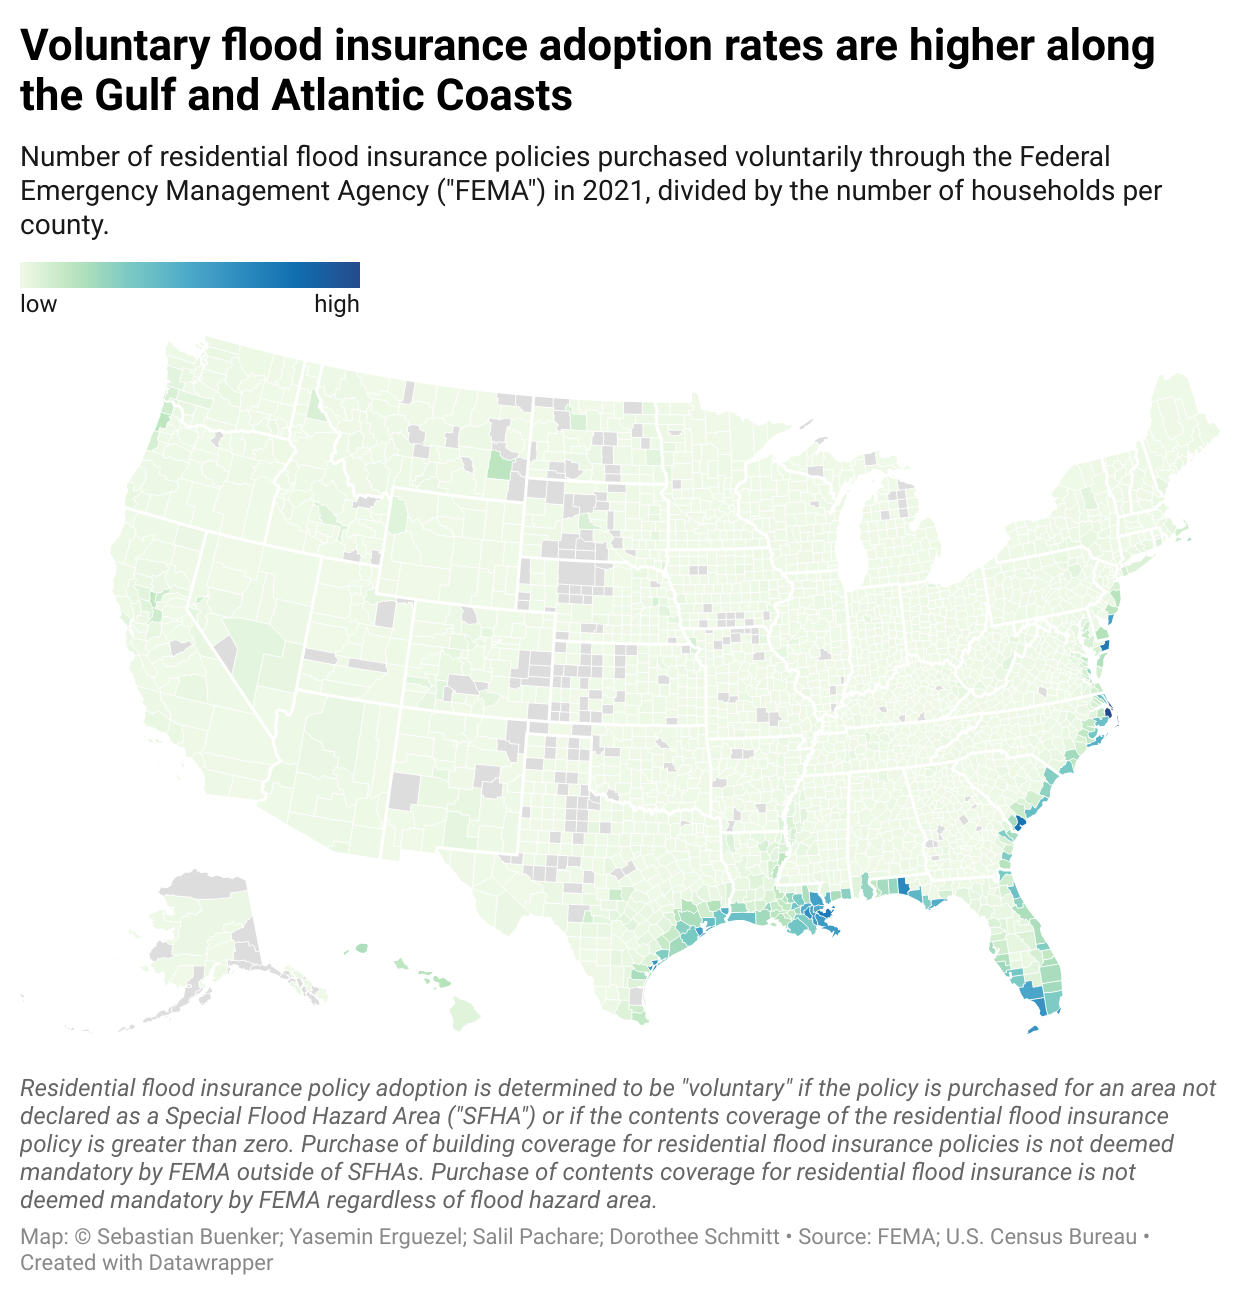 Voluntary flood insurance adoption rates are higher along
the Gulf and Atlantic Coasts
Number of residential flood insurance policies purchased voluntarily through the Federal
Emergency Management Agency ("FEMA") in 2021, divided by the number of households per
county.
low high
Residential flood insurance policy adoption is determined to be "voluntary" if the policy is purchased for an area not
declared as a Special Flood Hazard Area ("SFHA") or if the contents coverage of the residential flood insurance
policy is greater than zero. Purchase of building coverage for residential flood insurance policies is not deemed
mandatory by FEMA outside of SFHAs. Purchase of contents coverage for residential flood insurance is not
deemed mandatory by FEMA regardless of flood hazard area.
Map: © Sebastian Buenker; Yasemin Erguezel; Salil Pachare; Dorothee Schmitt • Source: FEMA; U.S. Census Bureau •
Created with Datawrapper